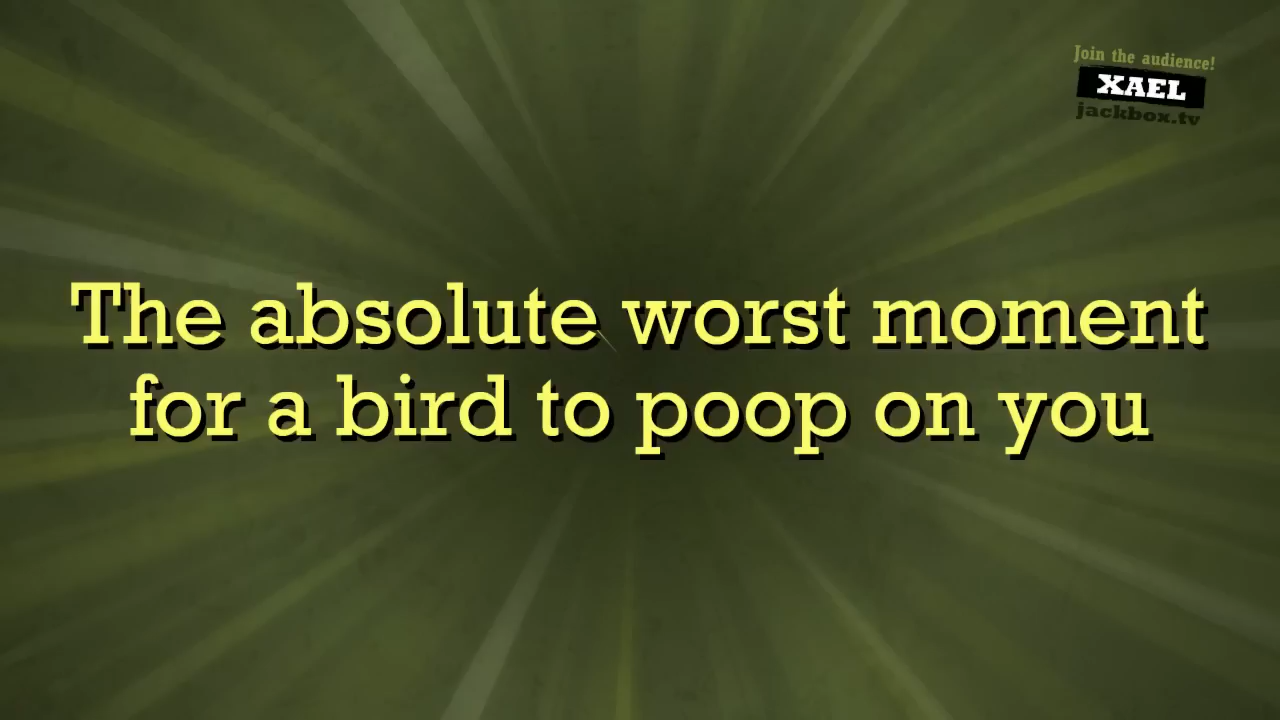 Join the audience!
XAEL
jackbox.tv
The absolute worst moment
for a bird to poop on you